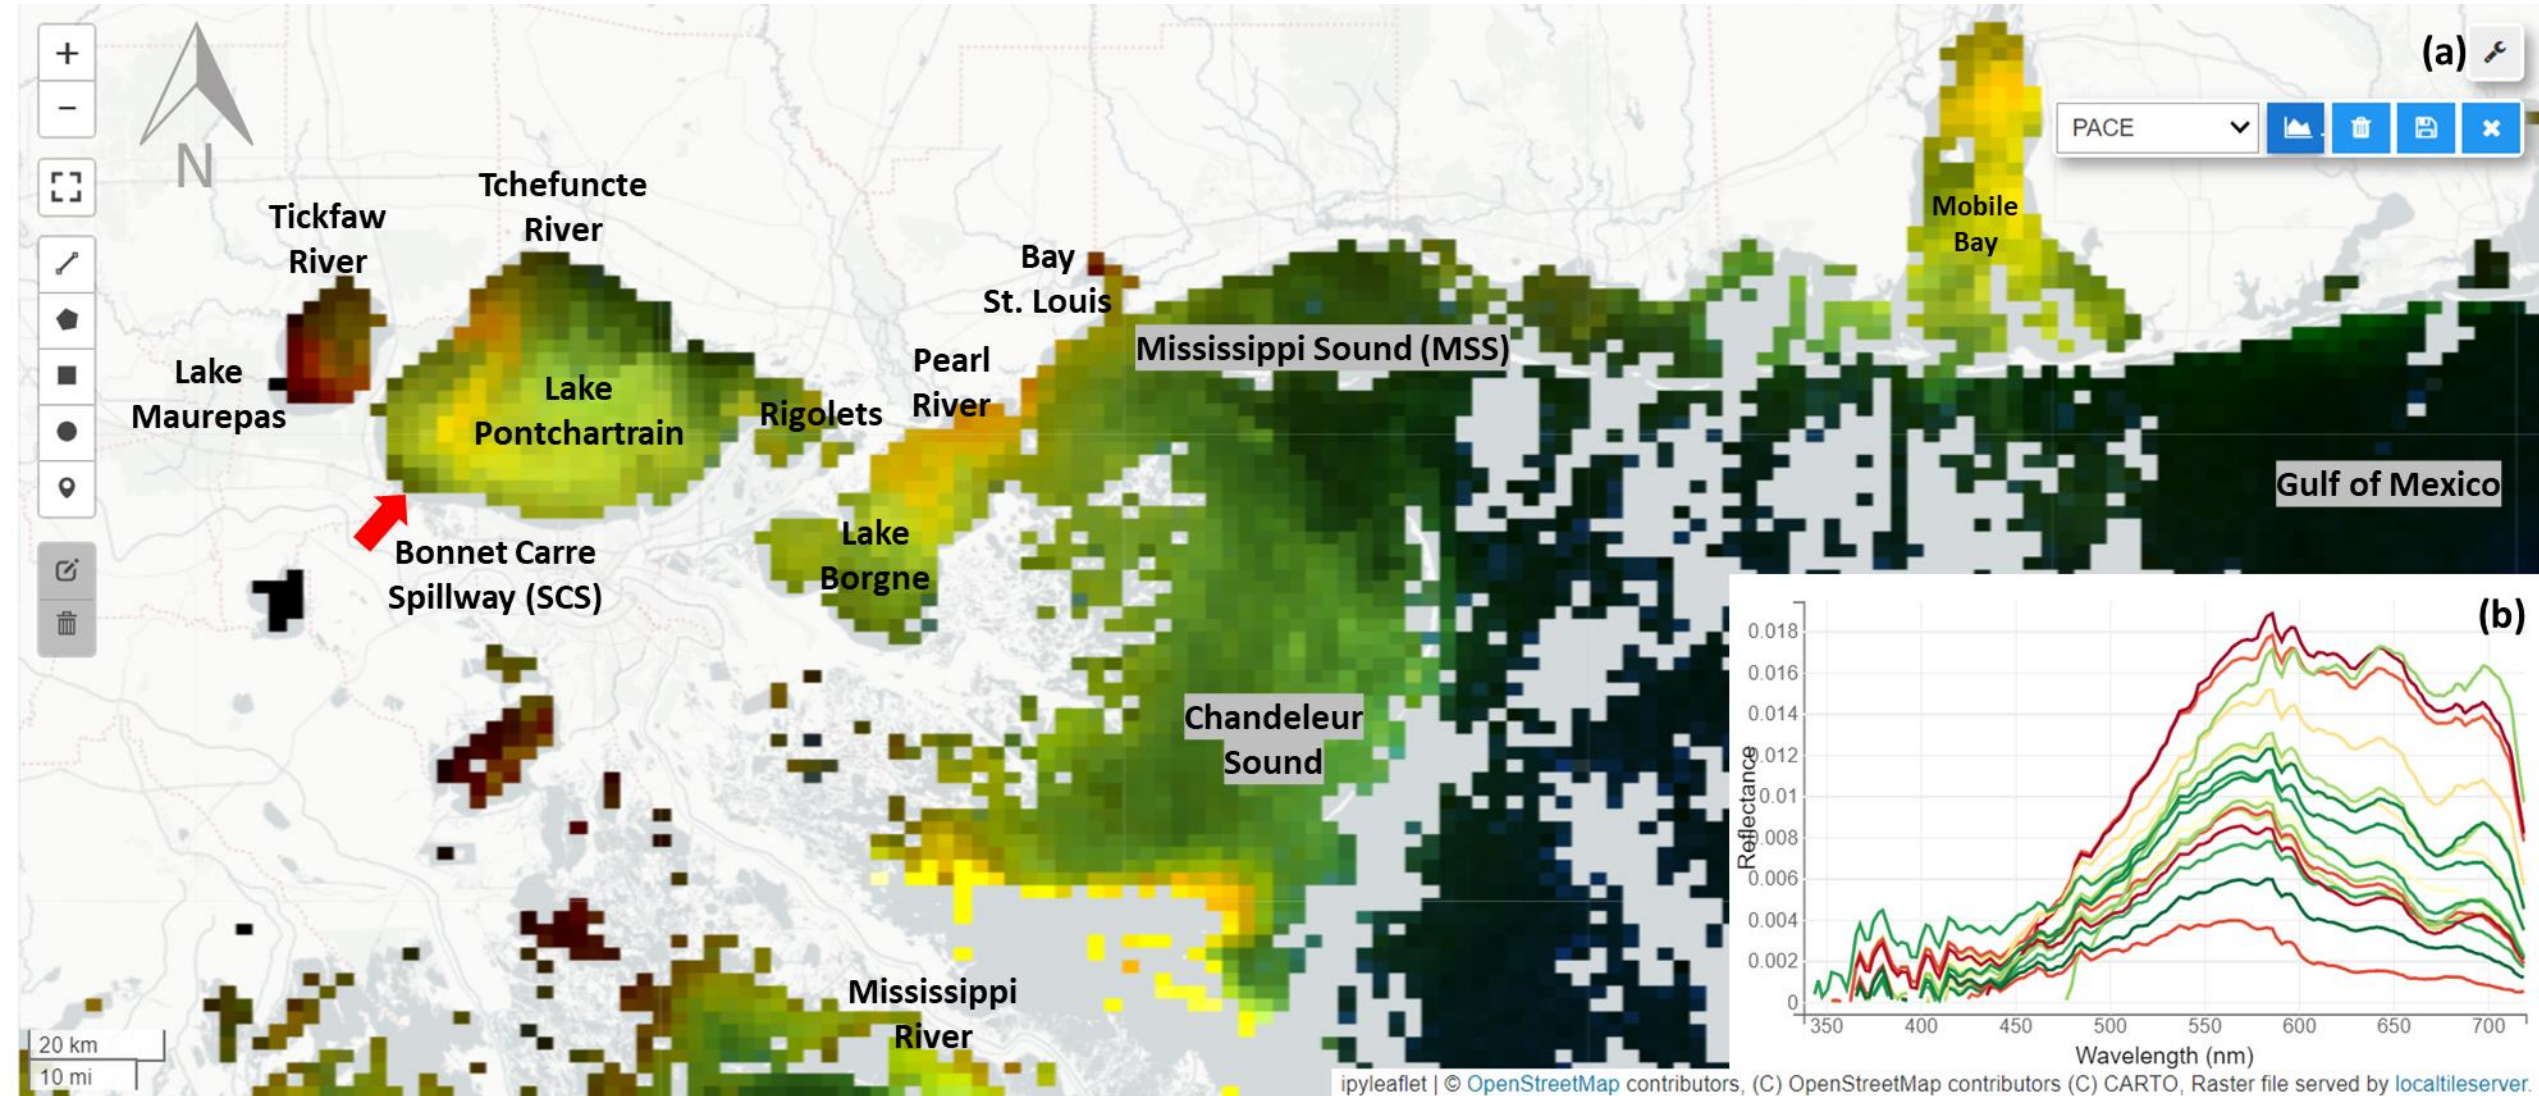 +
−
N
(a)
PACE
Tickfaw
River
Tchefuncte
River
Lake
Maurepas
Lake
Pontchartrain
Rigolets
Bonnet Carre
Spillway (SCS)
Bay
St. Louis
Pearl
River
Lake
Borgne
Mississippi Sound (MSS)
Mobile
Bay
Gulf of Mexico
Chandeleur
Sound
Mississippi
River
20 km
10 mi
(b)
Reflectance
0.018
0.016
0.014
0.012
0.01
0.008
0.006
0.004
0.002
0
350 400 450 500 550 600 650 700
Wavelength (nm)
ipyleaflet | © OpenStreetMap contributors, (C) OpenStreetMap contributors (C) CARTO, Raster file served by localtileserver.